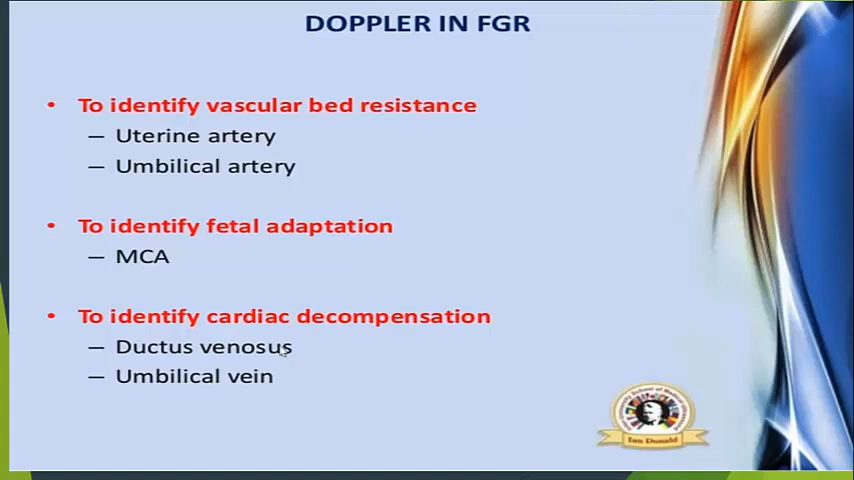 DOPPLER IN FGR
• To identify vascular bed resistance
– Uterine artery
– Umbilical artery
• To identify fetal adaptation
– MCA
• To identify cardiac decompensation
– Ductus venosus
– Umbilical vein
Ian Donald